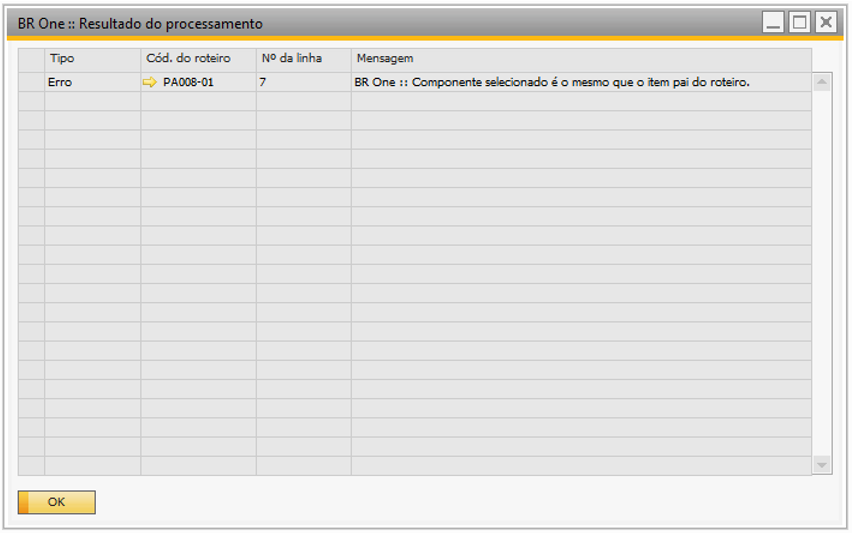 BR One :: Resultado do processamento
Tipo Cód. do roteiro Nº da linha Mensagem
Erro PA008-01 7 BR One :: Componente selecionado é o mesmo que o item pai do roteiro.
OK